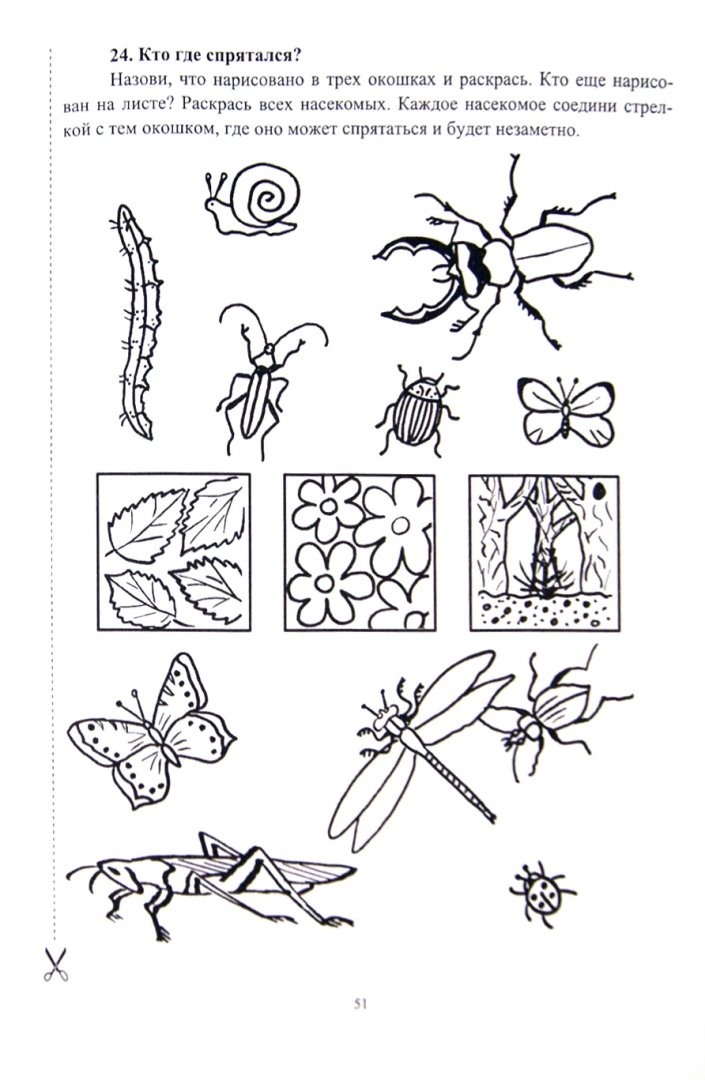 24. Кто где спрятался?
Назови, что нарисовано в трех окошках и раскрась. Кто еще нарисо-
ван на листе? Раскрась всех насекомых. Каждое насекомое соедини стрел-
кой с тем окошком, где оно может спрятаться и будет незаметно.
51